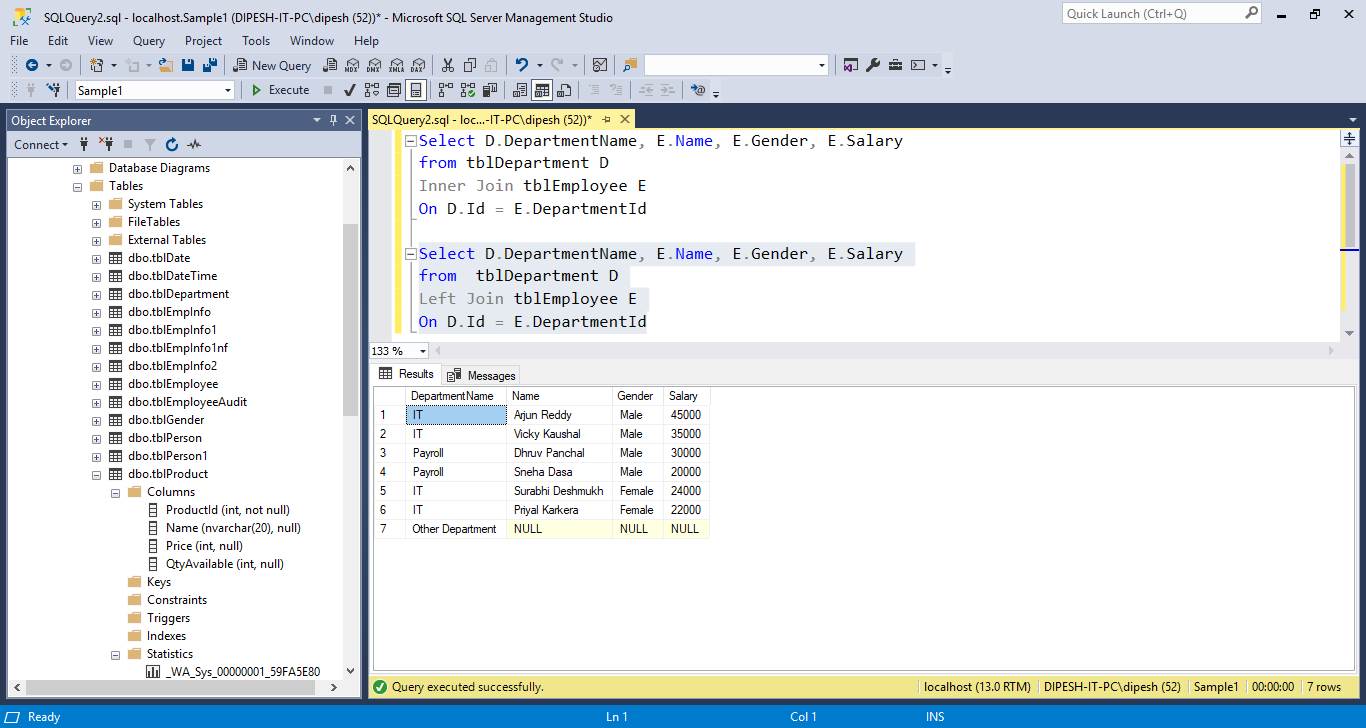 SQLQuery2.sql - localhost.Sample1 (DIPESH-IT-PC\dipesh (52))* - Microsoft SQL Server Management Studio
Quick Launch (Ctrl+Q)
File Edit View Query Project Tools Window Help
New Query MDX DMX XMLA DAX
Sample1 Execute
Object Explorer
Connect
Database Diagrams
Tables
System Tables
FileTables
External Tables
dbo.tblDate
dbo.tblDateTime
dbo.tblDepartment
dbo.tblEmpInfo
dbo.tblEmpInfo1
dbo.tblEmpInfo1nf
dbo.tblEmpInfo2
dbo.tblEmployee
dbo.tblEmployeeAudit
dbo.tblGender
dbo.tblPerson
dbo.tblPerson1
dbo.tblProduct
Columns
ProductId (int, not null)
Name (nvarchar(20), null)
Price (int, null)
QtyAvailable (int, null)
Keys
Constraints
Triggers
Indexes
Statistics
_WA_Sys_00000001_59FA5E80
SQLQuery2.sql - loc...-IT-PC\dipesh (52))*
Select D.DepartmentName, E.Name, E.Gender, E.Salary
from tblDepartment D
Inner Join tblEmployee E
On D.Id = E.DepartmentId
Select D.DepartmentName, E.Name, E.Gender, E.Salary
from  tblDepartment D
Left Join tblEmployee E
On D.Id = E.DepartmentId
133 %
Results Messages
DepartmentName Name Gender Salary
1 IT Arjun Reddy Male 45000
2 IT Vicky Kaushal Male 35000
3 Payroll Dhruv Panchal Male 30000
4 Payroll Sneha Dasa Male 20000
5 IT Surabhi Deshmukh Female 24000
6 IT Priyal Karkera Female 22000
7 Other Department NULL NULL NULL
Query executed successfully. localhost (13.0 RTM) DIPESH-IT-PC\dipesh (52) Sample1 00:00:00 7 rows
Ready Ln 1 Col 1 INS